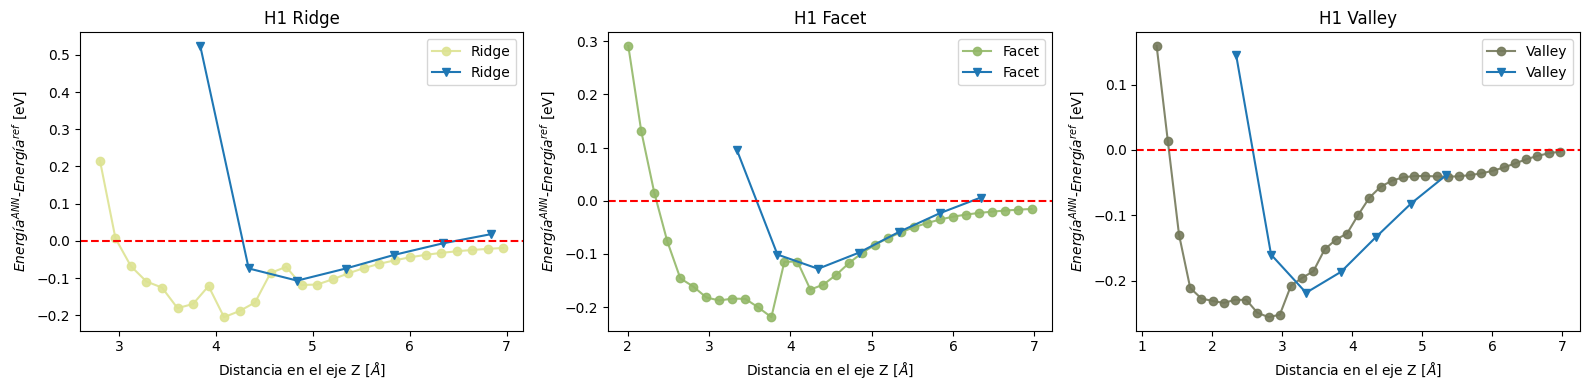 H1 Ridge
0.5
0.4
0.3
0.2
0.1
0.0
−0.1
−0.2
3
4
5
6
7
Energía^ANN-Energía^ref [eV]
Distancia en el eje Z [Å]
Ridge
Ridge
H1 Facet
0.3
0.2
0.1
0.0
−0.1
−0.2
2
3
4
5
6
7
Energía^ANN-Energía^ref [eV]
Distancia en el eje Z [Å]
Facet
Facet
H1 Valley
0.1
0.0
−0.1
−0.2
1
2
3
4
5
6
7
Energía^ANN-Energía^ref [eV]
Distancia en el eje Z [Å]
Valley
Valley